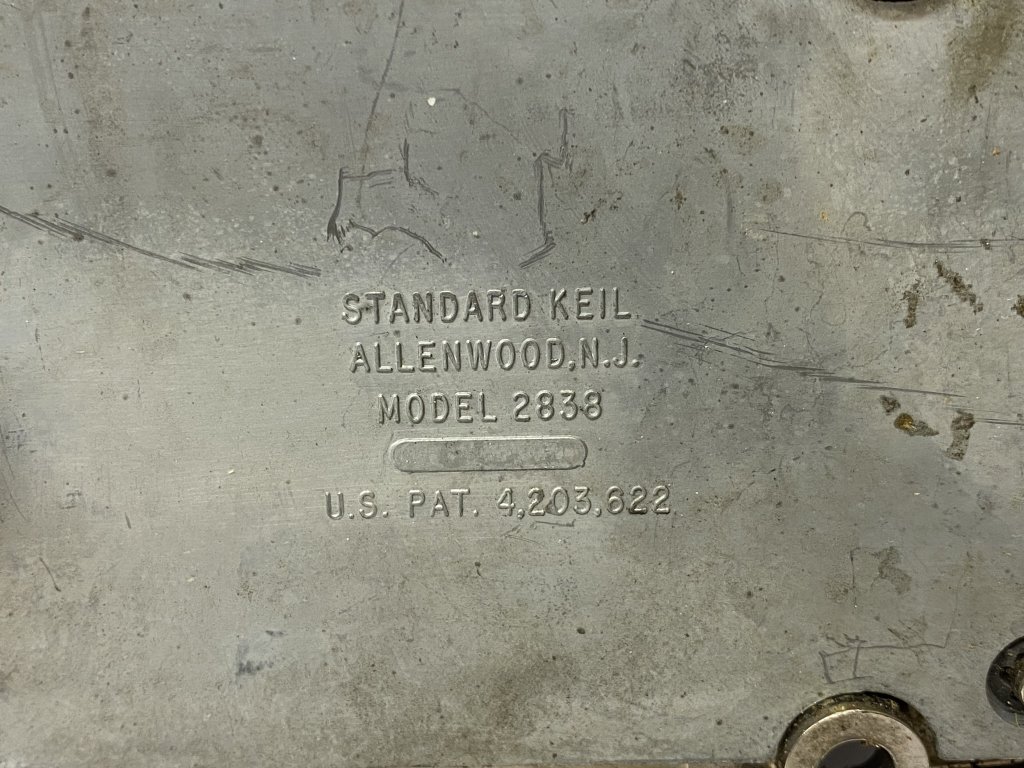 STANDARD KEIL
ALLENWOOD, N.J.
MODEL 2838
U.S. PAT. 4,203,622